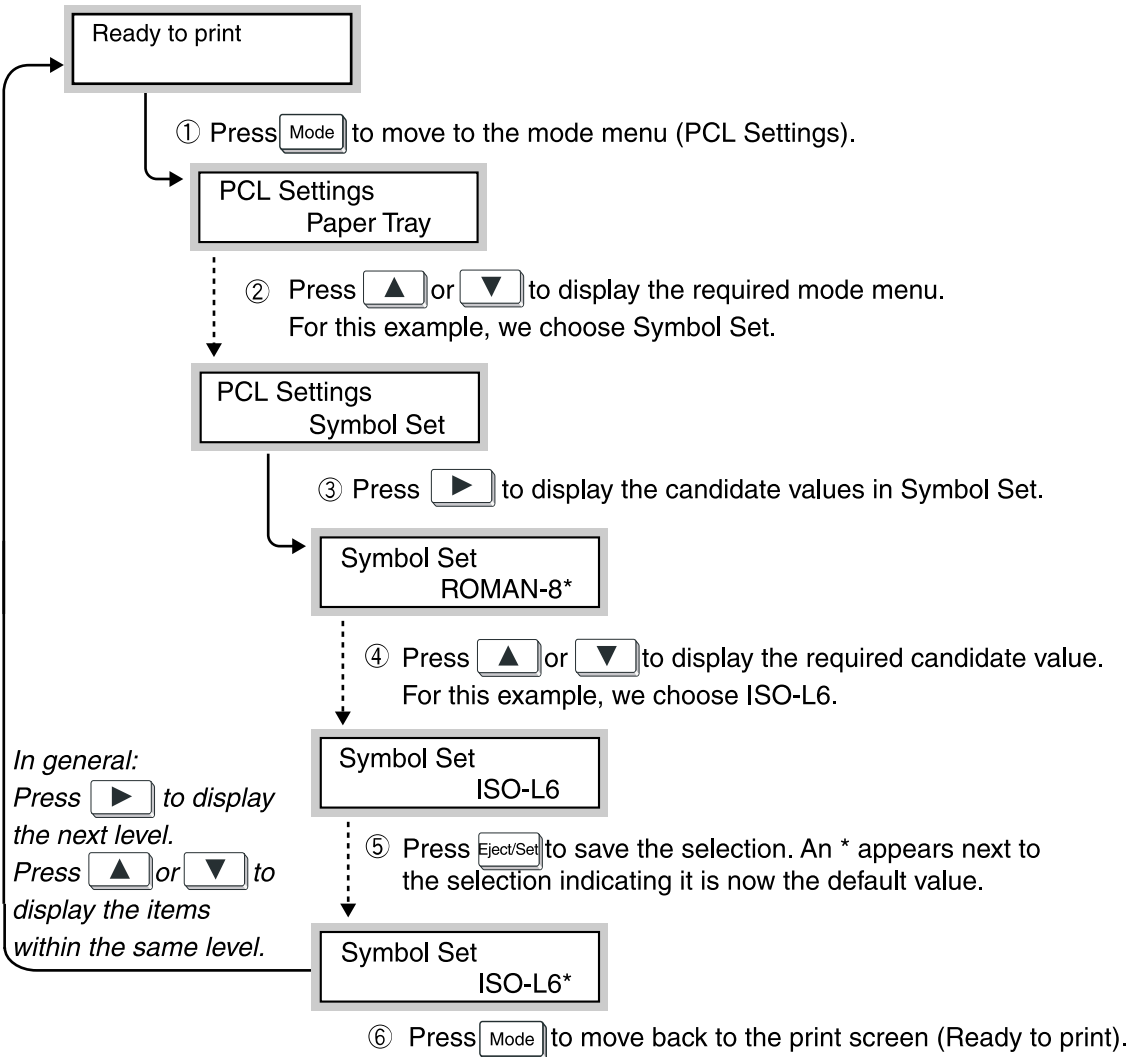 Ready to print
① Press Mode to move to the mode menu (PCL Settings).
PCL Settings
Paper Tray
② Press ▲ or ▼ to display the required mode menu.
For this example, we choose Symbol Set.
PCL Settings
Symbol Set
③ Press ► to display the candidate values in Symbol Set.
Symbol Set
ROMAN-8*
④ Press ▲ or ▼ to display the required candidate value.
For this example, we choose ISO-L6.
Symbol Set
ISO-L6
In general:
Press ► to display
the next level.
Press ▲ or ▼ to
display the items
within the same level.
⑤ Press Eject/Set to save the selection. An * appears next to
the selection indicating it is now the default value.
Symbol Set
ISO-L6*
⑥ Press Mode to move back to the print screen (Ready to print).